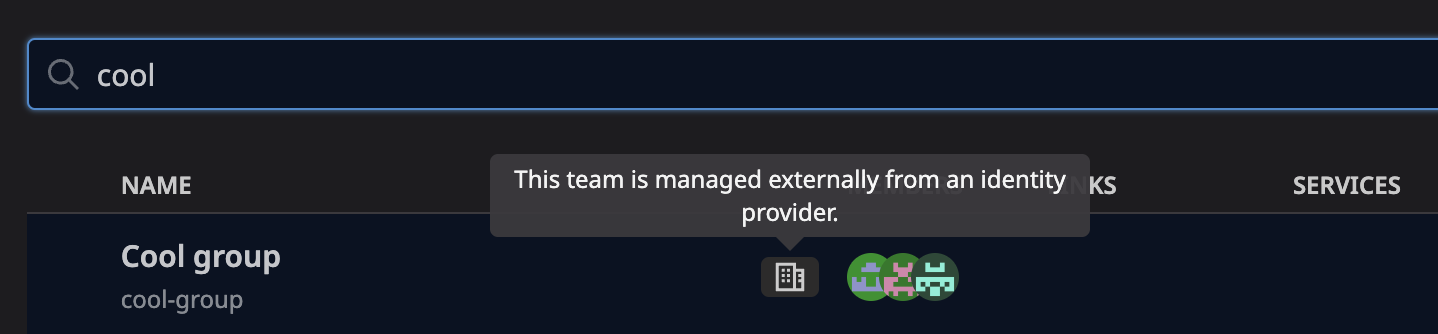 cool
This team is managed externally from an identity
provider.
NAME
SERVICES
Cool group
cool-group